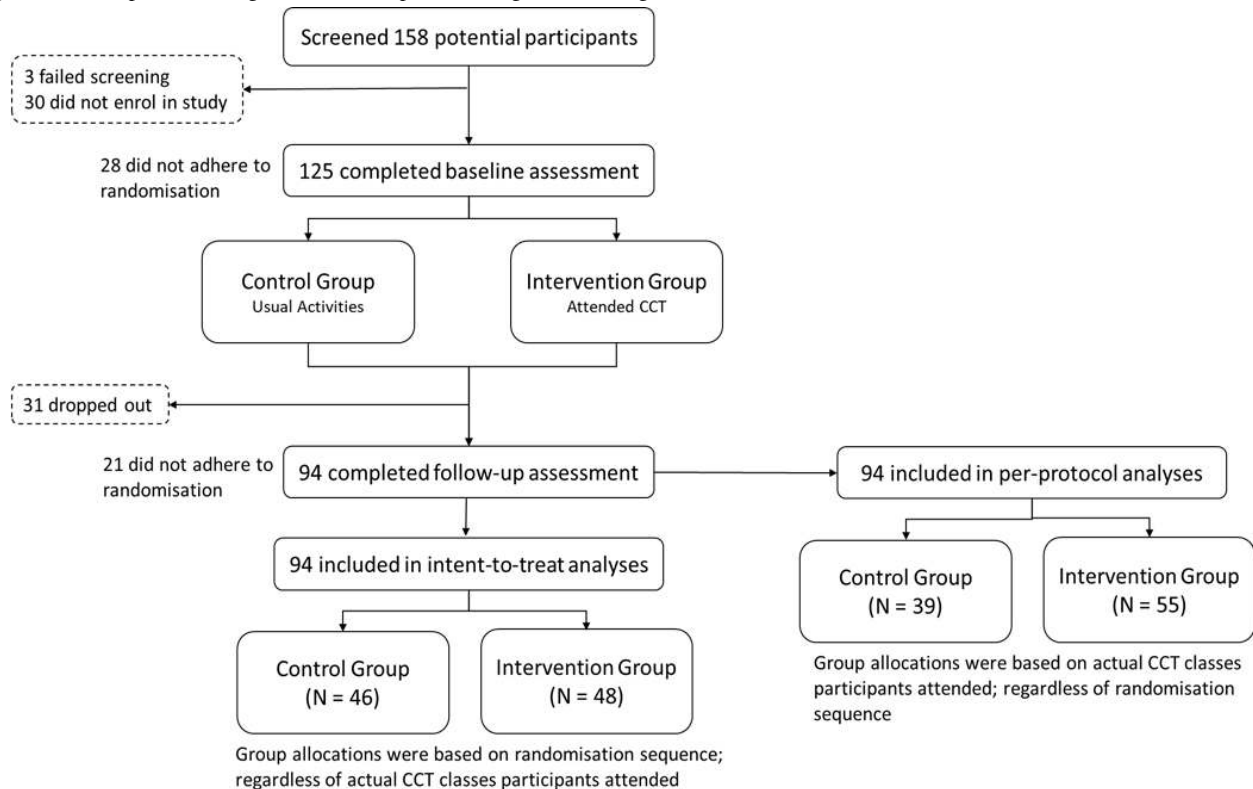 Screened 158 potential participants
3 failed screening
30 did not enrol in study
28 did not adhere to
randomisation
125 completed baseline assessment
Control Group
Usual Activities
Intervention Group
Attended CCT
31 dropped out
21 did not adhere to
randomisation
94 completed follow-up assessment
94 included in per-protocol analyses
94 included in intent-to-treat analyses
Control Group
(N = 39)
Intervention Group
(N = 55)
Control Group
(N = 46)
Intervention Group
(N = 48)
Group allocations were based on actual CCT classes
participants attended; regardless of randomisation
sequence
Group allocations were based on randomisation sequence;
regardless of actual CCT classes participants attended